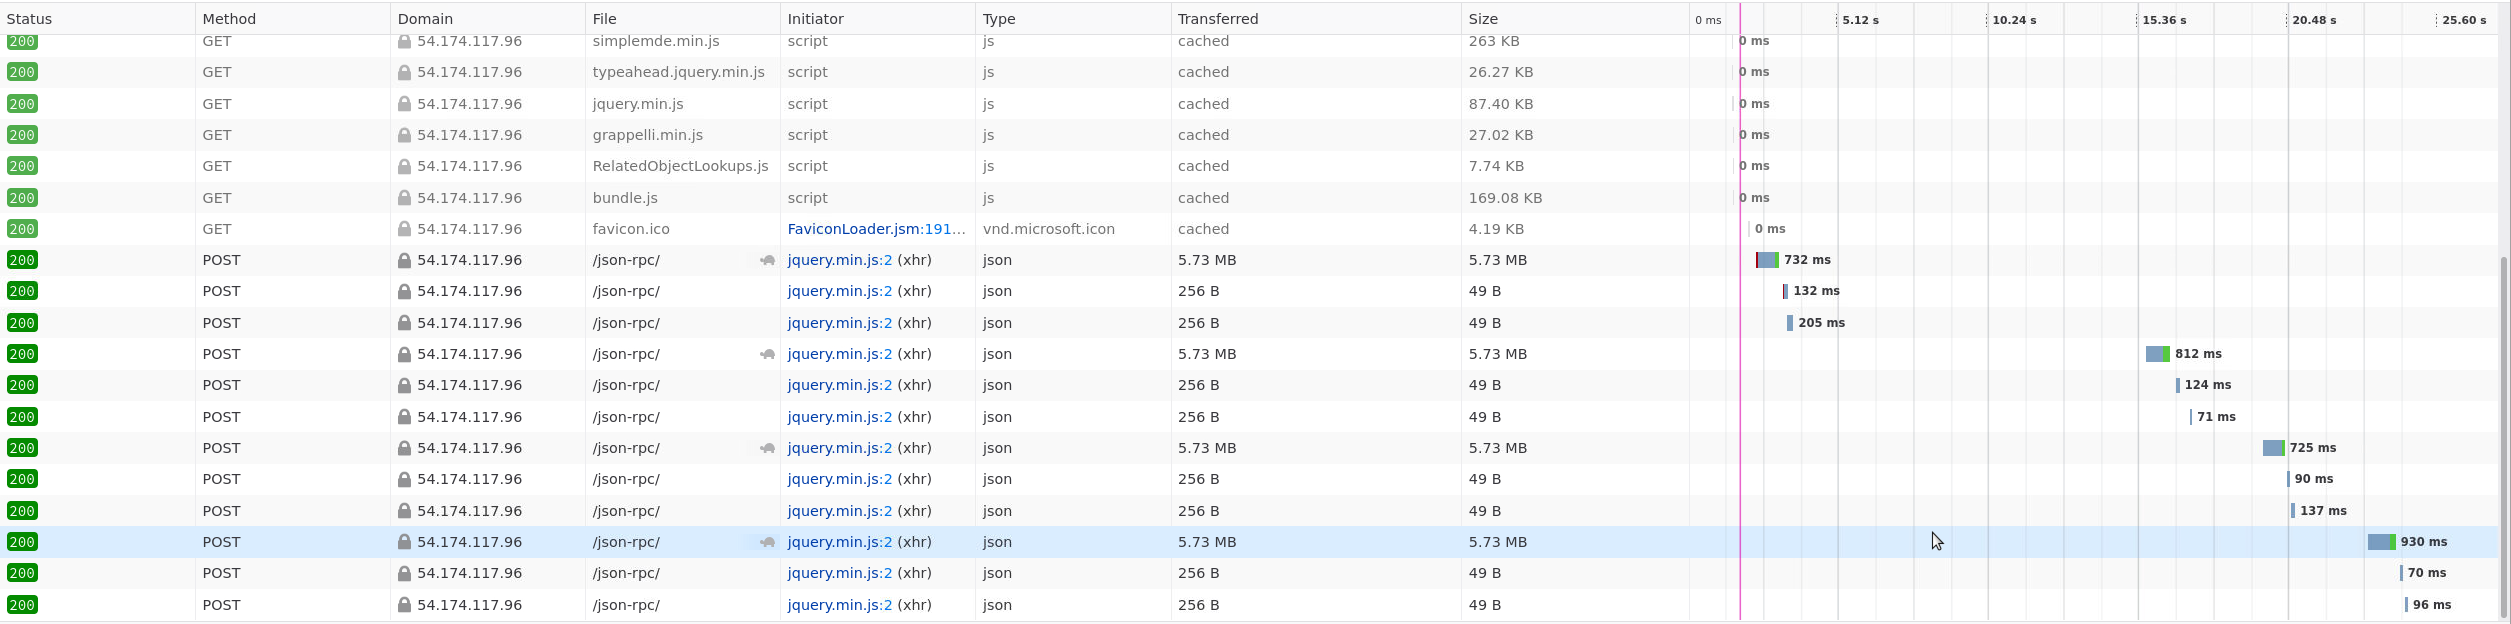 Status Method Domain File Initiator Type Transferred Size 0 ms 5.12 s 10.24 s 15.36 s 20.48 s 25.60 s
200 GET 54.174.117.96 simplemde.min.js script js cached 263 KB 0 ms
200 GET 54.174.117.96 typeahead.jquery.min.js script js cached 26.27 KB 0 ms
200 GET 54.174.117.96 jquery.min.js script js cached 87.40 KB 0 ms
200 GET 54.174.117.96 grappelli.min.js script js cached 27.02 KB 0 ms
200 GET 54.174.117.96 RelatedObjectLookups.js script js cached 7.74 KB 0 ms
200 GET 54.174.117.96 bundle.js script js cached 169.08 KB 0 ms
200 GET 54.174.117.96 favicon.ico FaviconLoader.jsm:191… vnd.microsoft.icon cached 4.19 KB 0 ms
200 POST 54.174.117.96 /json-rpc/ jquery.min.js:2 (xhr) json 5.73 MB 5.73 MB 732 ms
200 POST 54.174.117.96 /json-rpc/ jquery.min.js:2 (xhr) json 256 B 49 B 132 ms
200 POST 54.174.117.96 /json-rpc/ jquery.min.js:2 (xhr) json 256 B 49 B 205 ms
200 POST 54.174.117.96 /json-rpc/ jquery.min.js:2 (xhr) json 5.73 MB 5.73 MB 812 ms
200 POST 54.174.117.96 /json-rpc/ jquery.min.js:2 (xhr) json 256 B 49 B 124 ms
200 POST 54.174.117.96 /json-rpc/ jquery.min.js:2 (xhr) json 256 B 49 B 71 ms
200 POST 54.174.117.96 /json-rpc/ jquery.min.js:2 (xhr) json 5.73 MB 5.73 MB 725 ms
200 POST 54.174.117.96 /json-rpc/ jquery.min.js:2 (xhr) json 256 B 49 B 90 ms
200 POST 54.174.117.96 /json-rpc/ jquery.min.js:2 (xhr) json 256 B 49 B 137 ms
200 POST 54.174.117.96 /json-rpc/ jquery.min.js:2 (xhr) json 5.73 MB 5.73 MB 930 ms
200 POST 54.174.117.96 /json-rpc/ jquery.min.js:2 (xhr) json 256 B 49 B 70 ms
200 POST 54.174.117.96 /json-rpc/ jquery.min.js:2 (xhr) json 256 B 49 B 96 ms